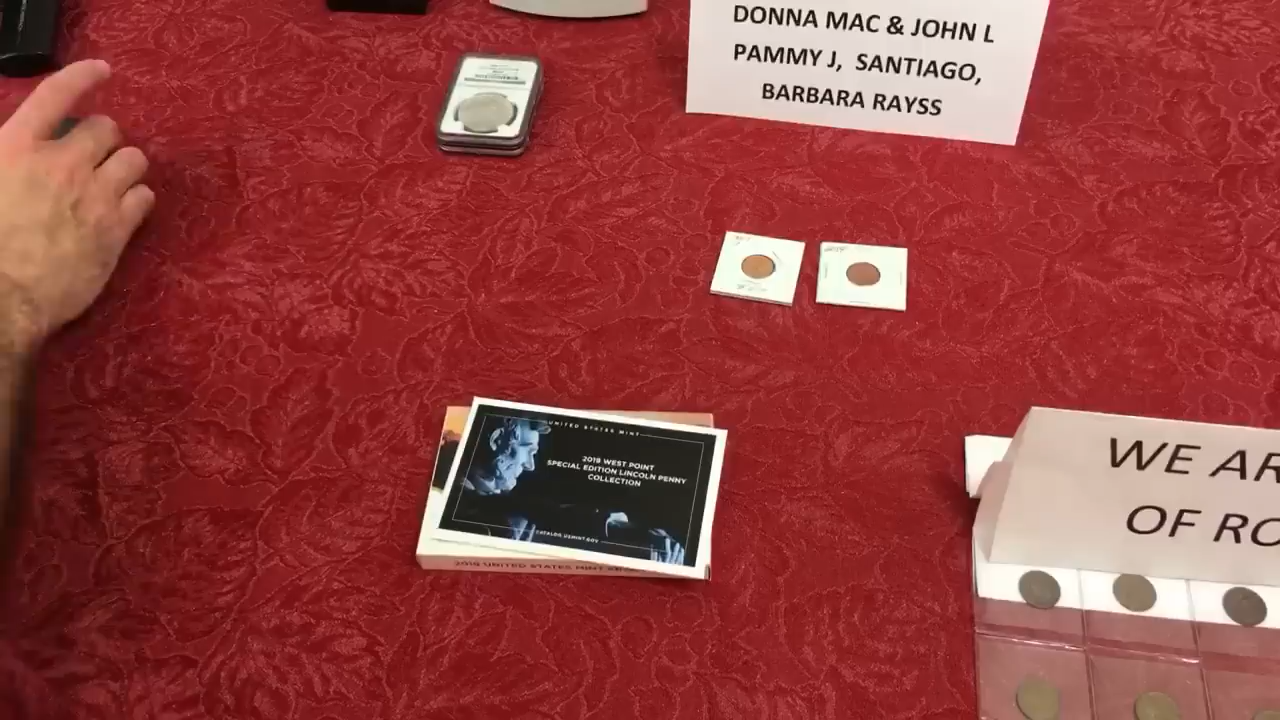 DONNA MAC & JOHN L
PAMMY J, SANTIAGO,
BARBARA RAYSS
UNITED STATES MINT
2019 WEST POINT
SPECIAL EDITION LINCOLN PENNY
COLLECTION
CATALOG.USMINT.GOV
2019 UNITED STATES MINT
WE AR
OF RO